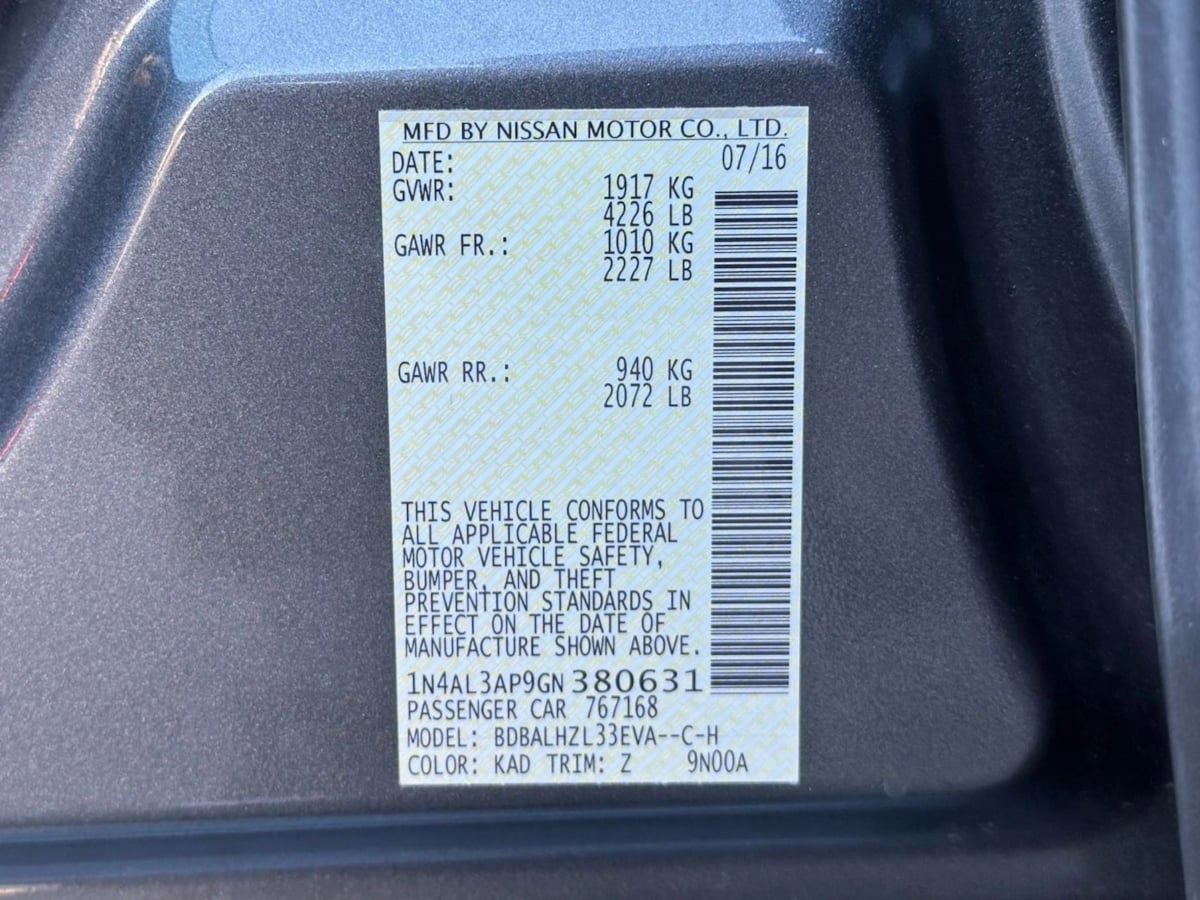 MFD BY NISSAN MOTOR CO., LTD.
DATE: 07/16
GVWR: 1917 KG
4226 LB
GAWR FR.: 1010 KG
2227 LB
GAWR RR.: 940 KG
2072 LB
THIS VEHICLE CONFORMS TO
ALL APPLICABLE FEDERAL
MOTOR VEHICLE SAFETY,
BUMPER, AND THEFT
PREVENTION STANDARDS IN
EFFECT ON THE DATE OF
MANUFACTURE SHOWN ABOVE.
1N4AL3AP9GN380631
PASSENGER CAR 767168
MODEL: BDBALHZL33EVA--C-H
COLOR: KAD TRIM: Z 9N00A